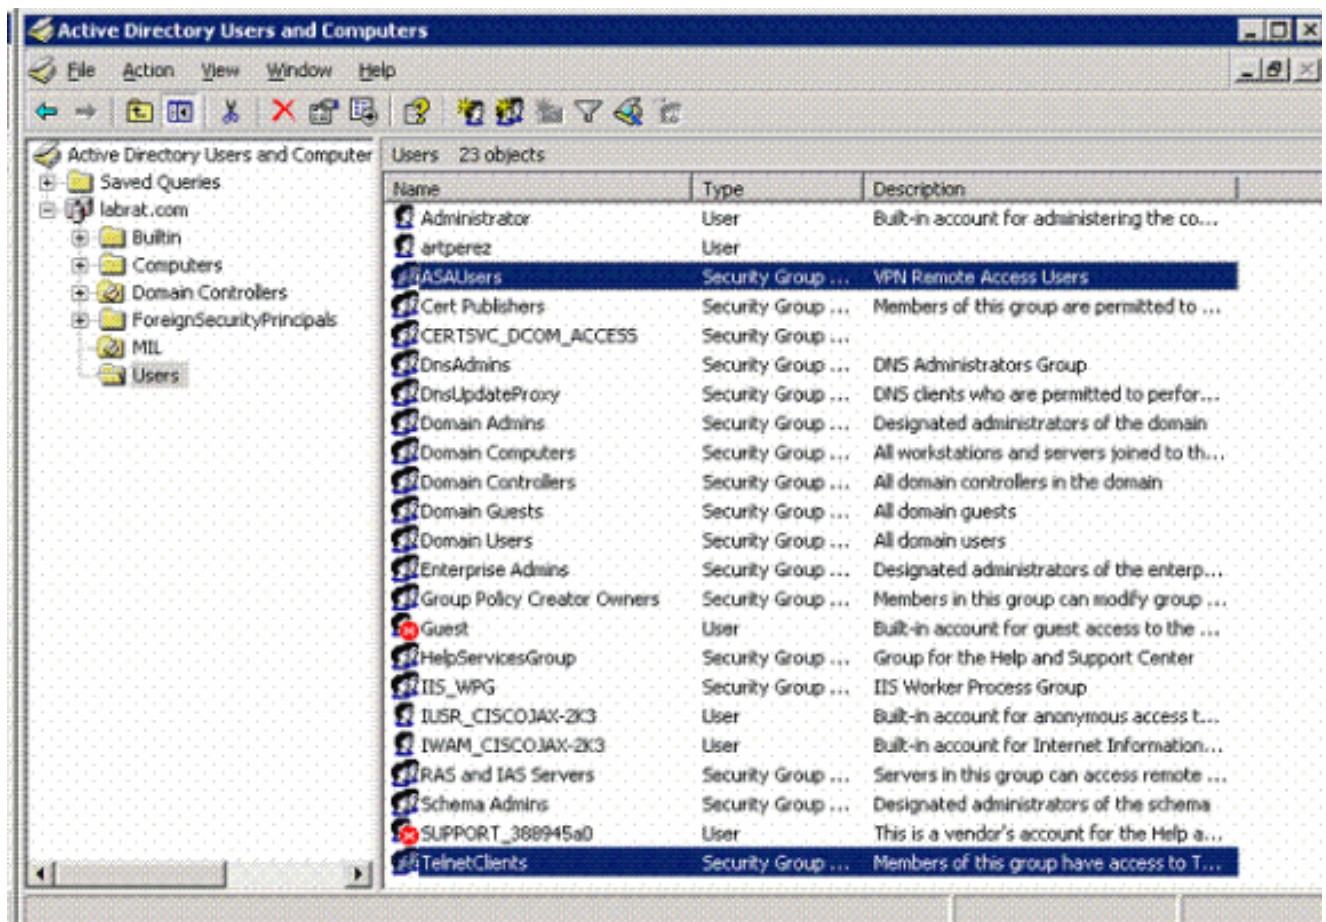 Active Directory Users and Computers
File Action View Window Help
Active Directory Users and Computer
Saved Queries
labrat.com
Builtin
Computers
Domain Controllers
ForeignSecurityPrincipals
MIL
Users
Users 23 objects
Name Type Description
Administrator User Built-in account for administering the co...
artperez User
ASAUsers Security Group ... VPN Remote Access Users
Cert Publishers Security Group ... Members of this group are permitted to ...
CERTSVC_DCOM_ACCESS Security Group ...
DnsAdmins Security Group ... DNS Administrators Group
DnsUpdateProxy Security Group ... DNS clients who are permitted to perfor...
Domain Admins Security Group ... Designated administrators of the domain
Domain Computers Security Group ... All workstations and servers joined to th...
Domain Controllers Security Group ... All domain controllers in the domain
Domain Guests Security Group ... All domain guests
Domain Users Security Group ... All domain users
Enterprise Admins Security Group ... Designated administrators of the enterp...
Group Policy Creator Owners Security Group ... Members in this group can modify group ...
Guest User Built-in account for guest access to the ...
HelpServicesGroup Security Group ... Group for the Help and Support Center
IIS_WPG Security Group ... IIS Worker Process Group
IUSR_CISCOJAX-2K3 User Built-in account for anonymous access t...
IWAM_CISCOJAX-2K3 User Built-in account for Internet Information...
RAS and IAS Servers Security Group ... Servers in this group can access remote ...
Schema Admins Security Group ... Designated administrators of the schema
SUPPORT_388945a0 User This is a vendor's account for the Help a...
TelnetClients Security Group ... Members of this group have access to T...